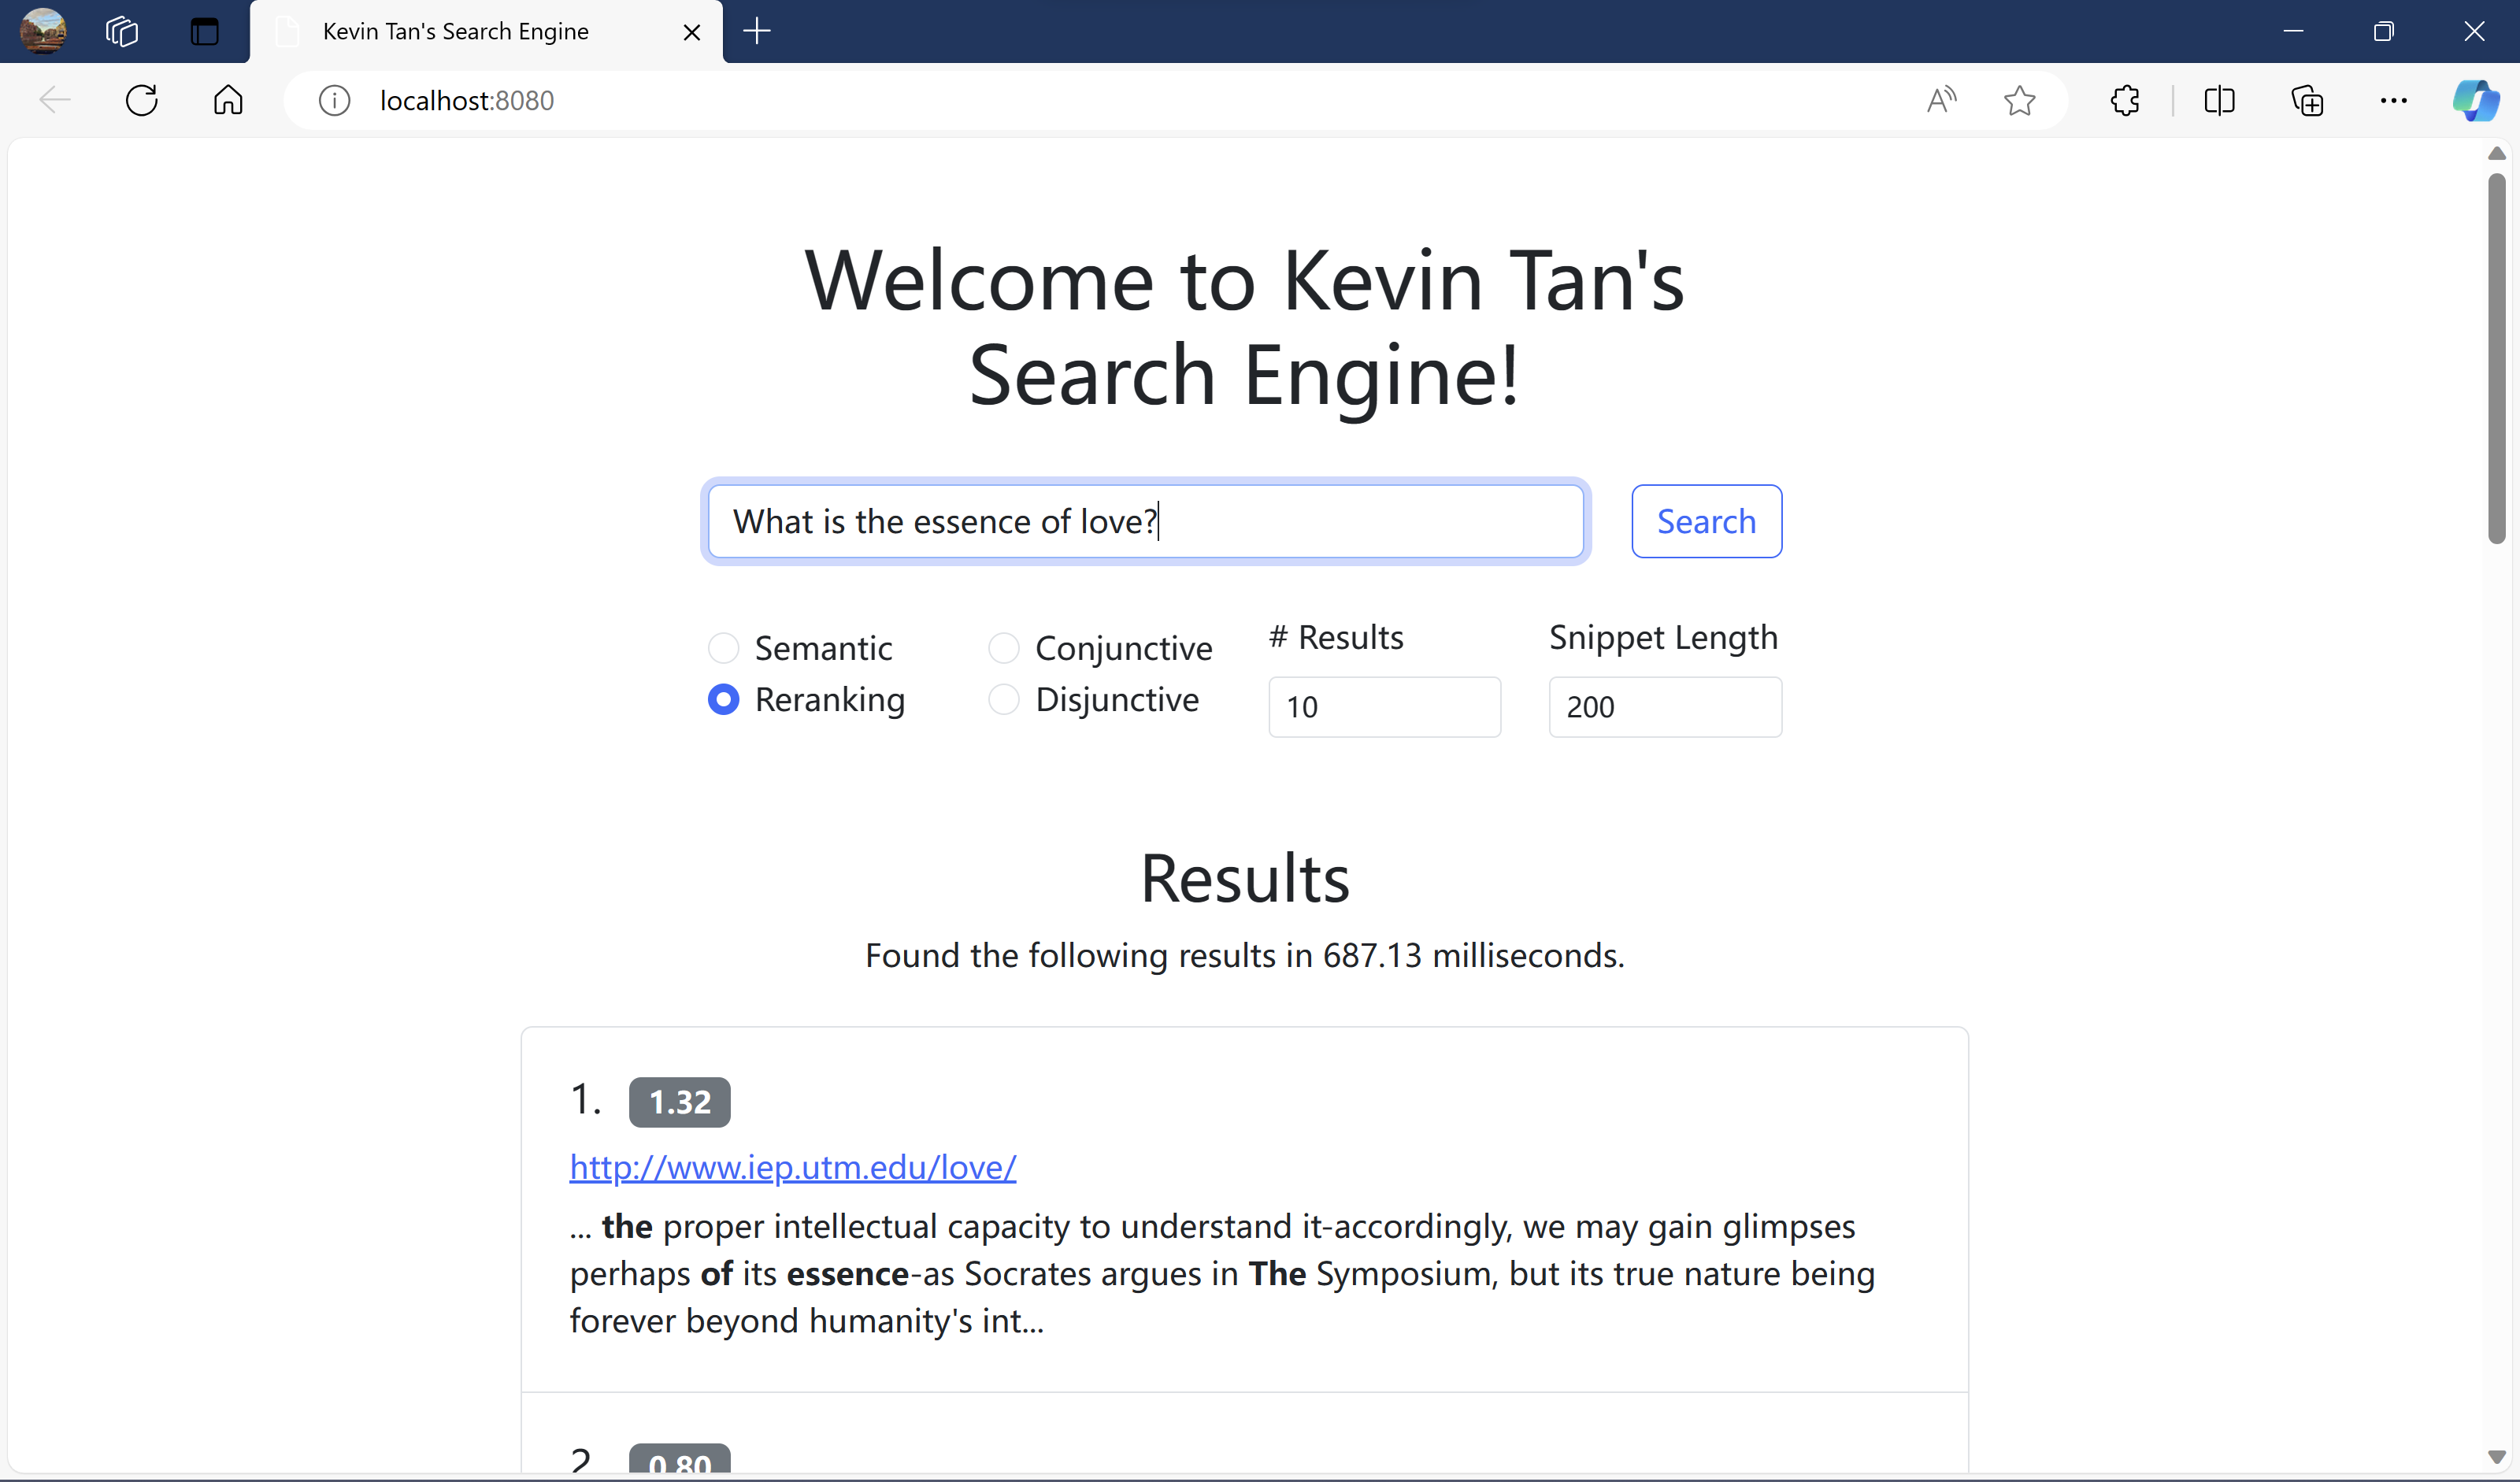 Kevin Tan's Search Engine
localhost:8080
Welcome to Kevin Tan's
Search Engine!
What is the essence of love?
Search
Semantic
Conjunctive
# Results
Snippet Length
Reranking
Disjunctive
10
200
Results
Found the following results in 687.13 milliseconds.
1. 1.32
http://www.iep.utm.edu/love/
... the proper intellectual capacity to understand it-accordingly, we may gain glimpses
perhaps of its essence-as Socrates argues in The Symposium, but its true nature being
forever beyond humanity's int...
2. 0.80